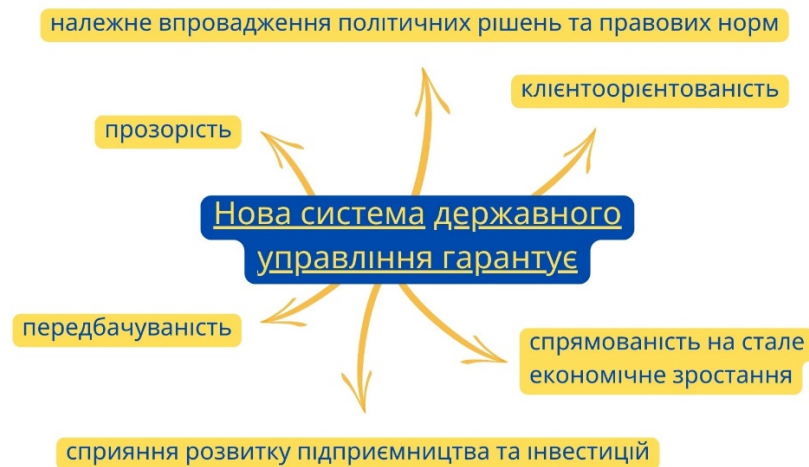 належне впровадження політичних рішень та правових норм
клієнтоорієнтованість
прозорість
Нова система державного
управління гарантує
передбачуваність
спрямованість на стале
економічне зростання
сприяння розвитку підприємництва та інвестицій